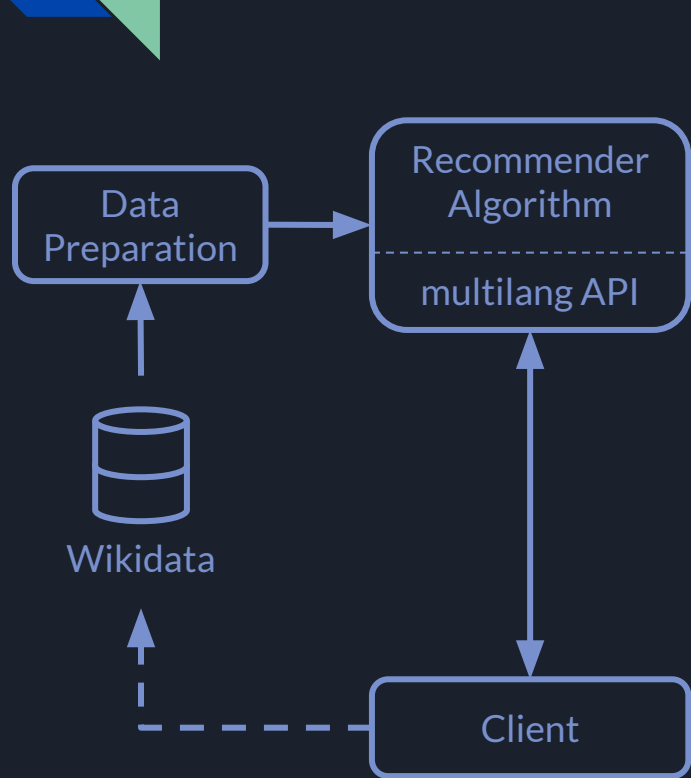 Data
Preparation
Recommender
Algorithm
multilang API
Wikidata
Client